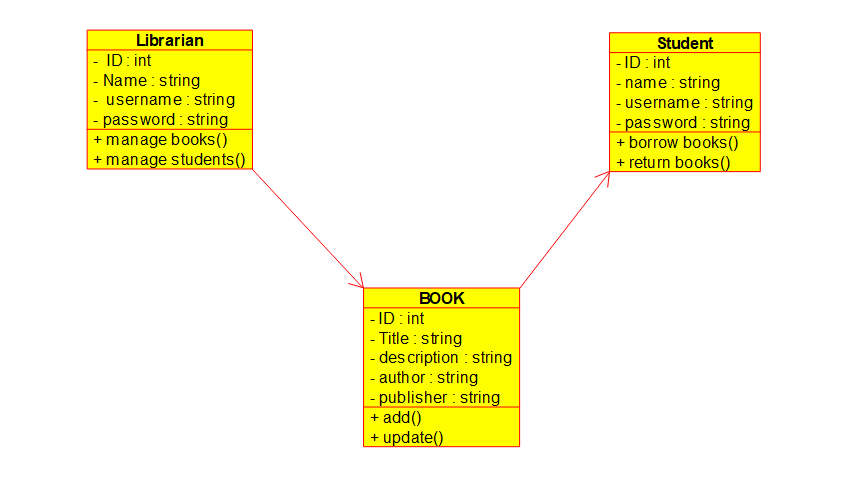 Librarian
- ID : int
- Name : string
- username : string
- password : string
+ manage books()
+ manage students()
Student
- ID : int
- name : string
- username : string
- password : string
+ borrow books()
+ return books()
BOOK
- ID : int
- Title : string
- description : string
- author : string
- publisher : string
+ add()
+ update()